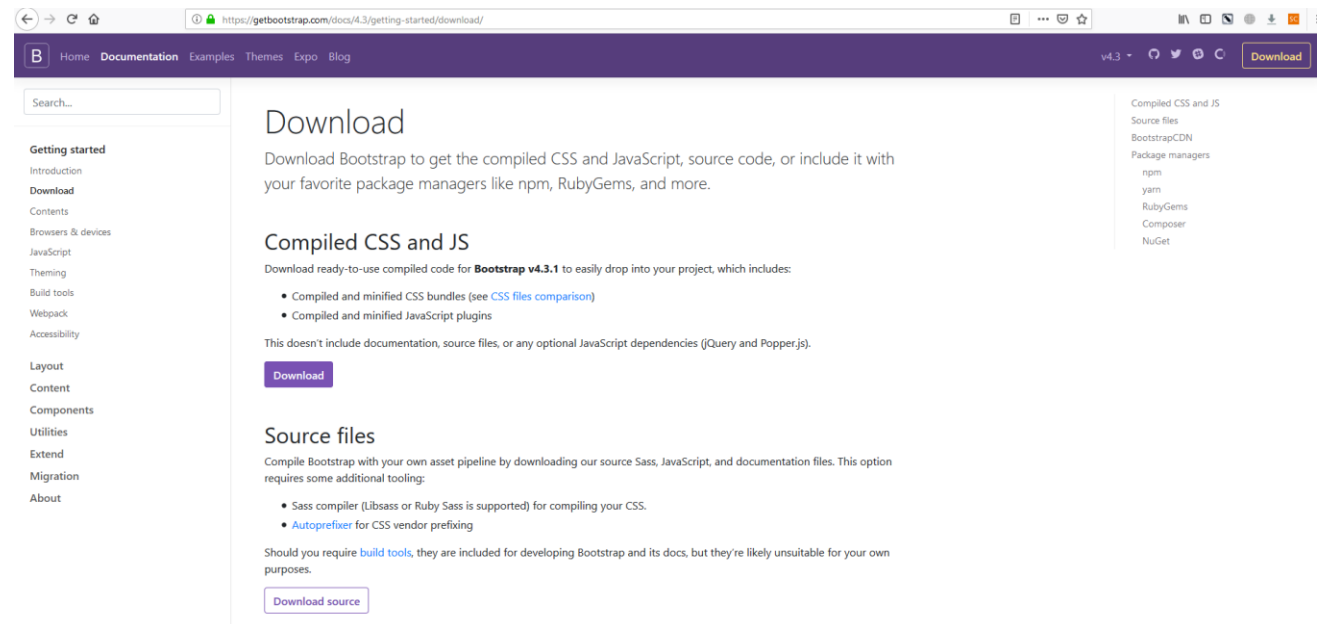 https://getbootstrap.com/docs/4.3/getting-started/download/
B Home Documentation Examples Themes Expo Blog v4.3 Download
Search...
Getting started
Introduction
Download
Contents
Browsers & devices
JavaScript
Theming
Build tools
Webpack
Accessibility
Layout
Content
Components
Utilities
Extend
Migration
About
Download
Download Bootstrap to get the compiled CSS and JavaScript, source code, or include it with
your favorite package managers like npm, RubyGems, and more.
Compiled CSS and JS
Download ready-to-use compiled code for Bootstrap v4.3.1 to easily drop into your project, which includes:
• Compiled and minified CSS bundles (see CSS files comparison)
• Compiled and minified JavaScript plugins
This doesn't include documentation, source files, or any optional JavaScript dependencies (jQuery and Popper.js).
Download
Source files
Compile Bootstrap with your own asset pipeline by downloading our source Sass, JavaScript, and documentation files. This option
requires some additional tooling:
• Sass compiler (Libsass or Ruby Sass is supported) for compiling your CSS.
• Autoprefixer for CSS vendor prefixing
Should you require build tools, they are included for developing Bootstrap and its docs, but they're likely unsuitable for your own
purposes.
Download source
Compiled CSS and JS
Source files
BootstrapCDN
Package managers
npm
yarn
RubyGems
Composer
NuGet